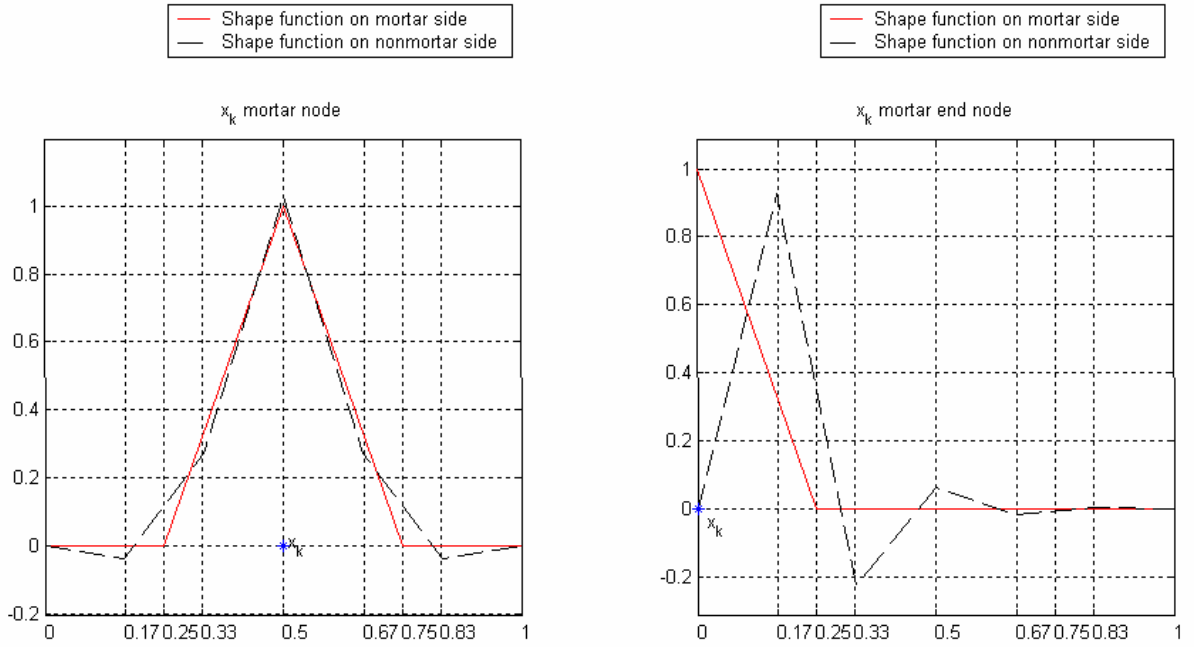 Shape function on mortar side
Shape function on nonmortar side
x_k mortar node
1
0.8
0.6
0.4
0.2
0
-0.2
x_k
0 0.17 0.25 0.33 0.5 0.67 0.75 0.83 1
Shape function on mortar side
Shape function on nonmortar side
x_k mortar end node
1
0.8
0.6
0.4
0.2
0
-0.2
x_k
0 0.17 0.25 0.33 0.5 0.67 0.75 0.83 1